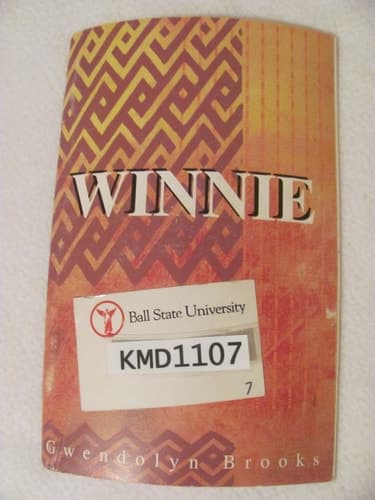 WINNIE
Ball State University
KMD1107
7
Gwendolyn Brooks